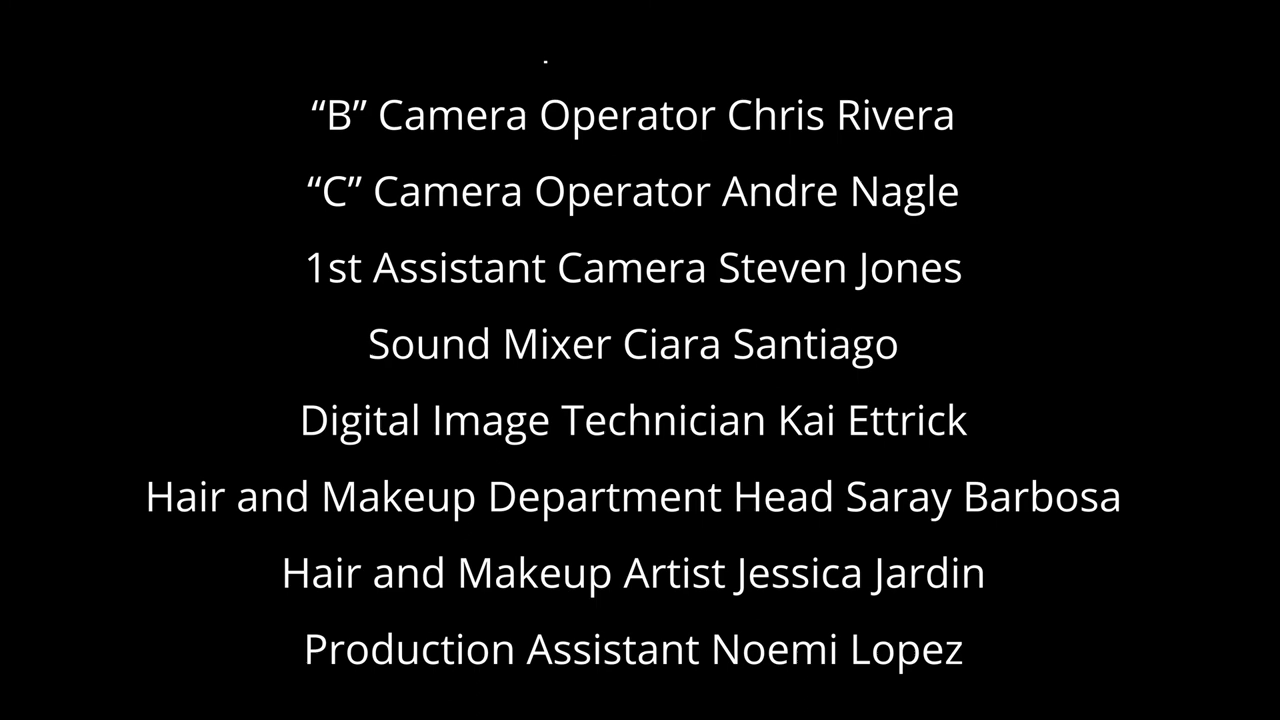 “B” Camera Operator Chris Rivera
“C” Camera Operator Andre Nagle
1st Assistant Camera Steven Jones
Sound Mixer Ciara Santiago
Digital Image Technician Kai Ettrick
Hair and Makeup Department Head Saray Barbosa
Hair and Makeup Artist Jessica Jardin
Production Assistant Noemi Lopez